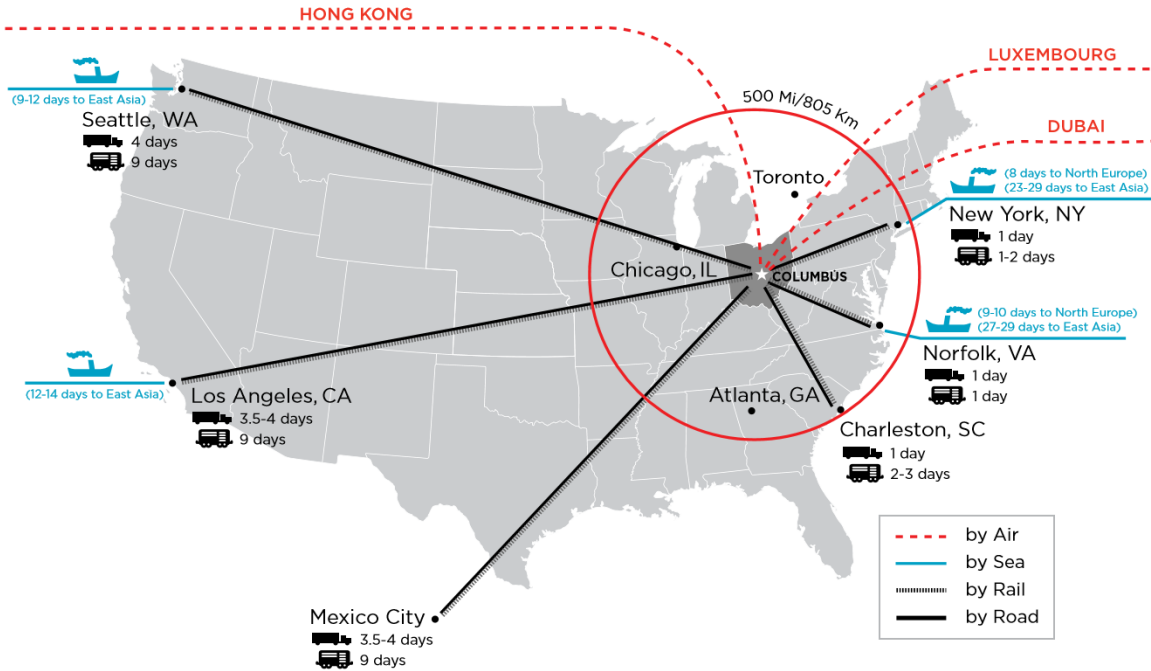 HONG KONG
LUXEMBOURG
DUBAI
500 Mi/805 Km
(9-12 days to East Asia)
Seattle, WA
4 days
9 days
Toronto
(8 days to North Europe)
(23-29 days to East Asia)
New York, NY
1 day
1-2 days
Chicago, IL
COLUMBUS
(9-10 days to North Europe)
(27-29 days to East Asia)
Norfolk, VA
1 day
1 day
(12-14 days to East Asia)
Los Angeles, CA
3.5-4 days
9 days
Atlanta, GA
Charleston, SC
1 day
2-3 days
Mexico City
3.5-4 days
9 days
by Air
by Sea
by Rail
by Road